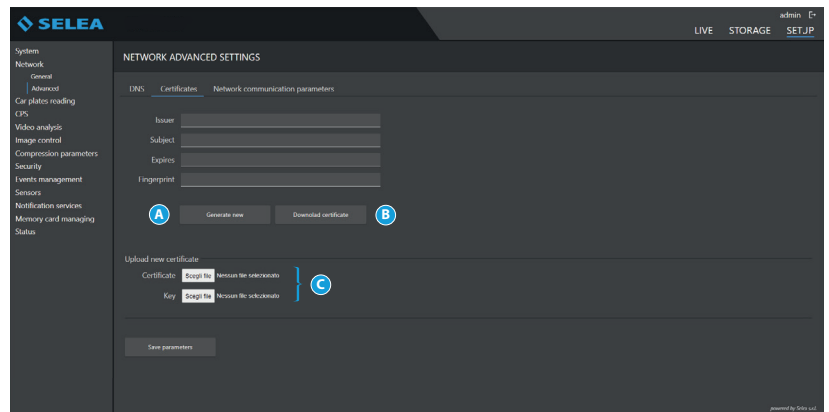 SELEA
admin
LIVE STORAGE SETUP
System
Network
General
Advanced
Car plates reading
OPS
Video analysis
Image control
Compression parameters
Security
Events management
Sensors
Notification services
Memory card managing
Status
NETWORK ADVANCED SETTINGS
DNS Certificates Network communication parameters
Issuer
Subject
Expires
Fingerprint
A Generate new Downolad certificate B
Upload new certificate
Certificate Scegli file Nessun file selezionato
C
Key Scegli file Nessun file selezionato
Save parameters
powered by Selea s.r.l.